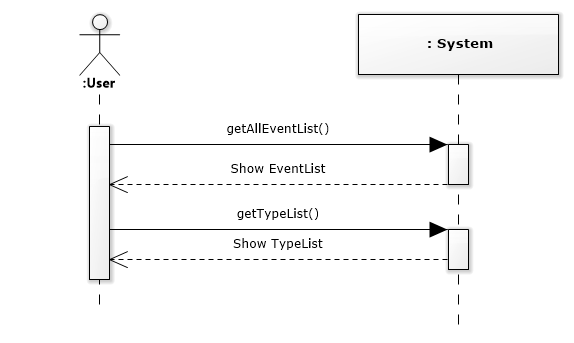 : System
:User
getAllEventList()
Show EventList
getTypeList()
Show TypeList